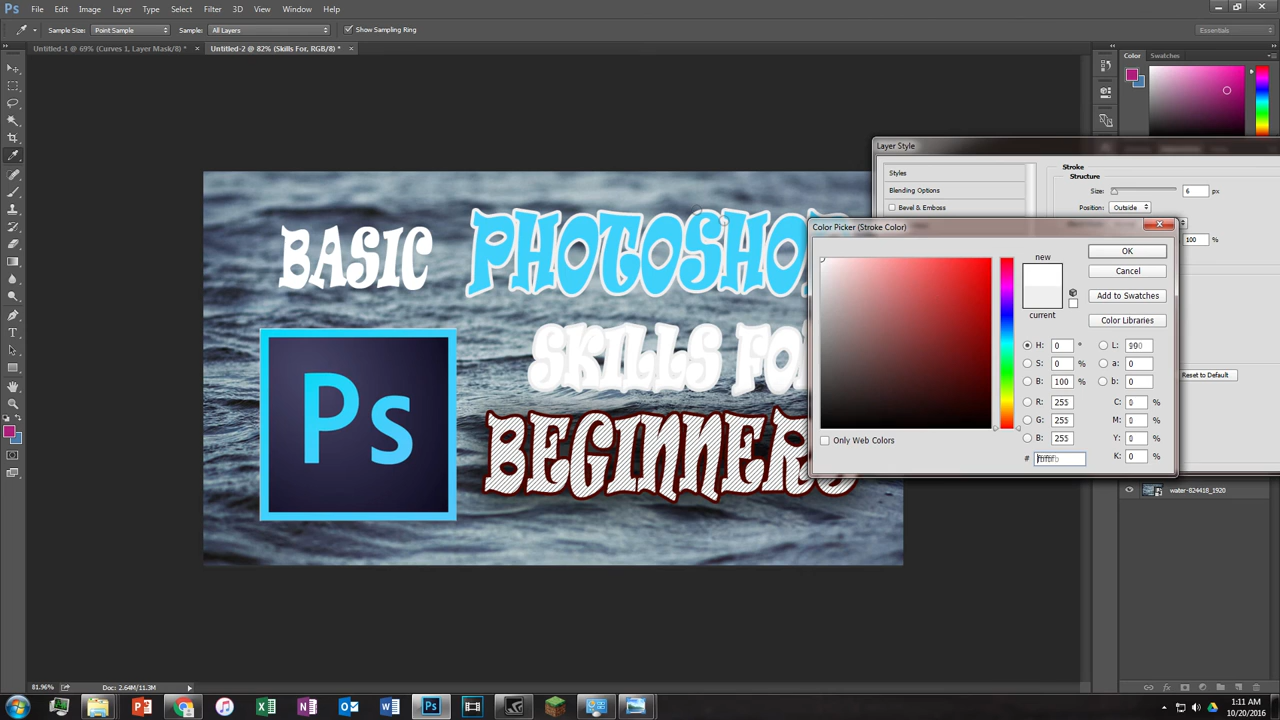 Ps File Edit Image Layer Type Select Filter 3D View Window Help
Sample Size: Point Sample Sample: All Layers Show Sampling Ring Essentials
Untitled-1 @ 69% (Curves 1, Layer Mask/8) * × Untitled-2 @ 82% (Skills For, RGB/8) * ×
Color Swatches
Layer Style
Styles
Blending Options
Bevel & Emboss
Stroke
Structure
Size: 6 px
Position: Outside
100 %
Reset to Default
Color Picker (Stroke Color)
new
current
OK
Cancel
Add to Swatches
Color Libraries
H: 0 °
S: 0 %
B: 100 %
R: 255
G: 255
B: 255
#
L:
a: 0
b: 0
C: 0 %
M: 0 %
Y: 0 %
K: 0 %
Only Web Colors
BASIC PHOTOSHOP
SKILLS FO
BEGINNERS
Ps
water-824418_1920
81.96% Doc: 2.64M/11.3M
1:11 AM
10/20/2016